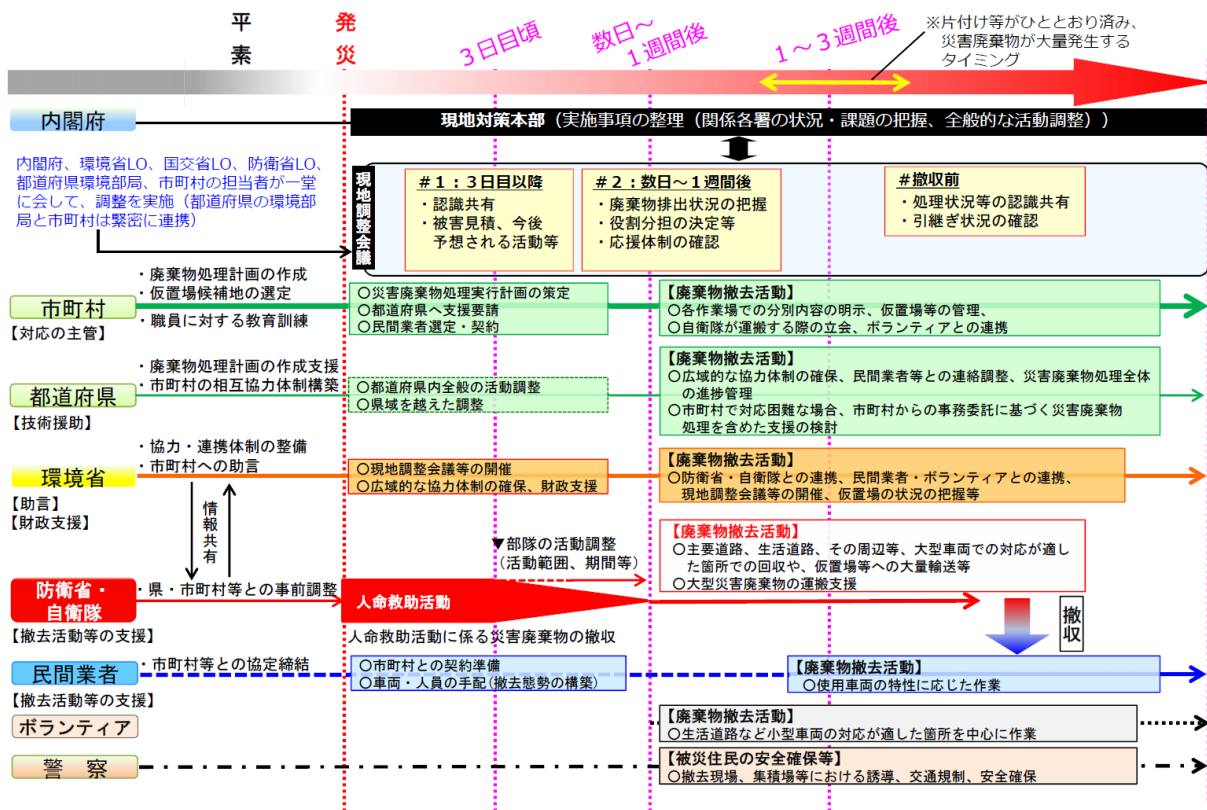 平素
発災
３日目頃
数日～
１週間後
１～３週間後
※片付け等がひととおり済み、
災害廃棄物が大量発生する
タイミング
内閣府
現地対策本部（実施事項の整理（関係各署の状況・課題の把握、全般的な活動調整））
内閣府、環境省LO、国交省LO、防衛省LO、
都道府県環境部局、市町村の担当者が一堂
に会して、調整を実施（都道府県の環境部
局と市町村は緊密に連携）
現地調整会議
＃１：３日目以降
・認識共有
・被害見積、今後
予想される活動等
＃２：数日～１週間後
・廃棄物排出状況の把握
・役割分担の決定等
・応援体制の確認
＃撤収前
・処理状況等の認識共有
・引継ぎ状況の確認
市町村
【対応の主管】
・廃棄物処理計画の作成
・仮置場候補地の選定
・職員に対する教育訓練
〇災害廃棄物処理実行計画の策定
〇都道府県へ支援要請
〇民間業者選定・契約
【廃棄物撤去活動】
〇各作業場での分別内容の明示、仮置場等の管理、
〇自衛隊が運搬する際の立会、ボランティアとの連携
都道府県
【技術援助】
・廃棄物処理計画の作成支援
・市町村の相互協力体制構築
〇都道府県内全般の活動調整
〇県域を越えた調整
【廃棄物撤去活動】
〇広域的な協力体制の確保、民間業者等との連絡調整、災害廃棄物処理全体
の進捗管理
〇市町村で対応困難な場合、市町村からの事務委託に基づく災害廃棄物
処理を含めた支援の検討
環境省
【助言】
【財政支援】
・協力・連携体制の整備
・市町村への助言
〇現地調整会議等の開催
〇広域的な協力体制の確保、財政支援
【廃棄物撤去活動】
〇防衛省・自衛隊との連携、民間業者・ボランティアとの連携、
現地調整会議等の開催、仮置場の状況の把握等
情報共有
▼部隊の活動調整
（活動範囲、期間等）
【廃棄物撤去活動】
〇主要道路、生活道路、その周辺等、大型車両での対応が適し
た箇所での回収や、仮置場等への大量輸送等
〇大型災害廃棄物の運搬支援
防衛省・
自衛隊
【撤去活動等の支援】
・県・市町村等との事前調整
人命救助活動
人命救助活動に係る災害廃棄物の撤収
撤収
民間業者
【撤去活動等の支援】
・市町村等との協定締結
〇市町村との契約準備
〇車両・人員の手配(撤去態勢の構築）
【廃棄物撤去活動】
〇使用車両の特性に応じた作業
ボランティア
【廃棄物撤去活動】
〇生活道路など小型車両の対応が適した箇所を中心に作業
警察
【被災住民の安全確保等】
〇撤去現場、集積場等における誘導、交通規制、安全確保